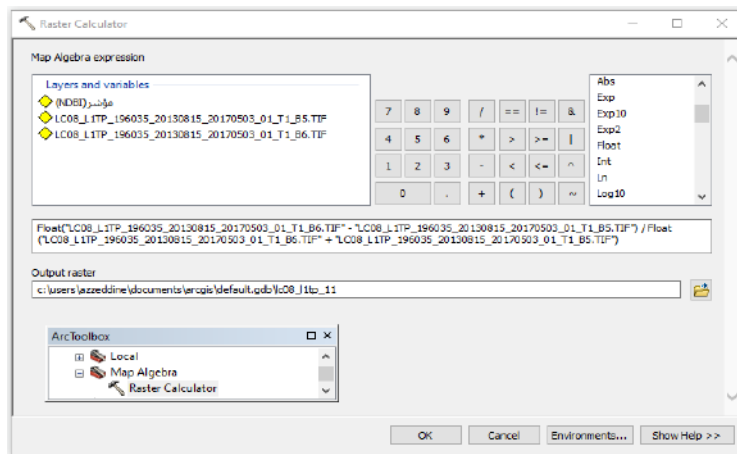 Raster Calculator
Map Algebra expression
Layers and variables
مؤشر(NDBI)
LC08_L1TP_196035_20130815_20170503_01_T1_B5.TIF
LC08_L1TP_196035_20130815_20170503_01_T1_B6.TIF
7 8 9 / == != &
4 5 6 * > >= |
1 2 3 - < <= ^
0 . + ( ) ~
Abs
Exp
Exp10
Exp2
Float
Int
Ln
Log10
Float("LC08_L1TP_196035_20130815_20170503_01_T1_B6.TIF" - "LC08_L1TP_196035_20130815_20170503_01_T1_B5.TIF") / Float
("LC08_L1TP_196035_20130815_20170503_01_T1_B6.TIF" + "LC08_L1TP_196035_20130815_20170503_01_T1_B5.TIF")
Output raster
c:\users\azzeddine\documents\arcgis\default.gdb\lc08_l1tp_11
ArcToolbox
Local
Map Algebra
Raster Calculator
OK Cancel Environments... Show Help >>